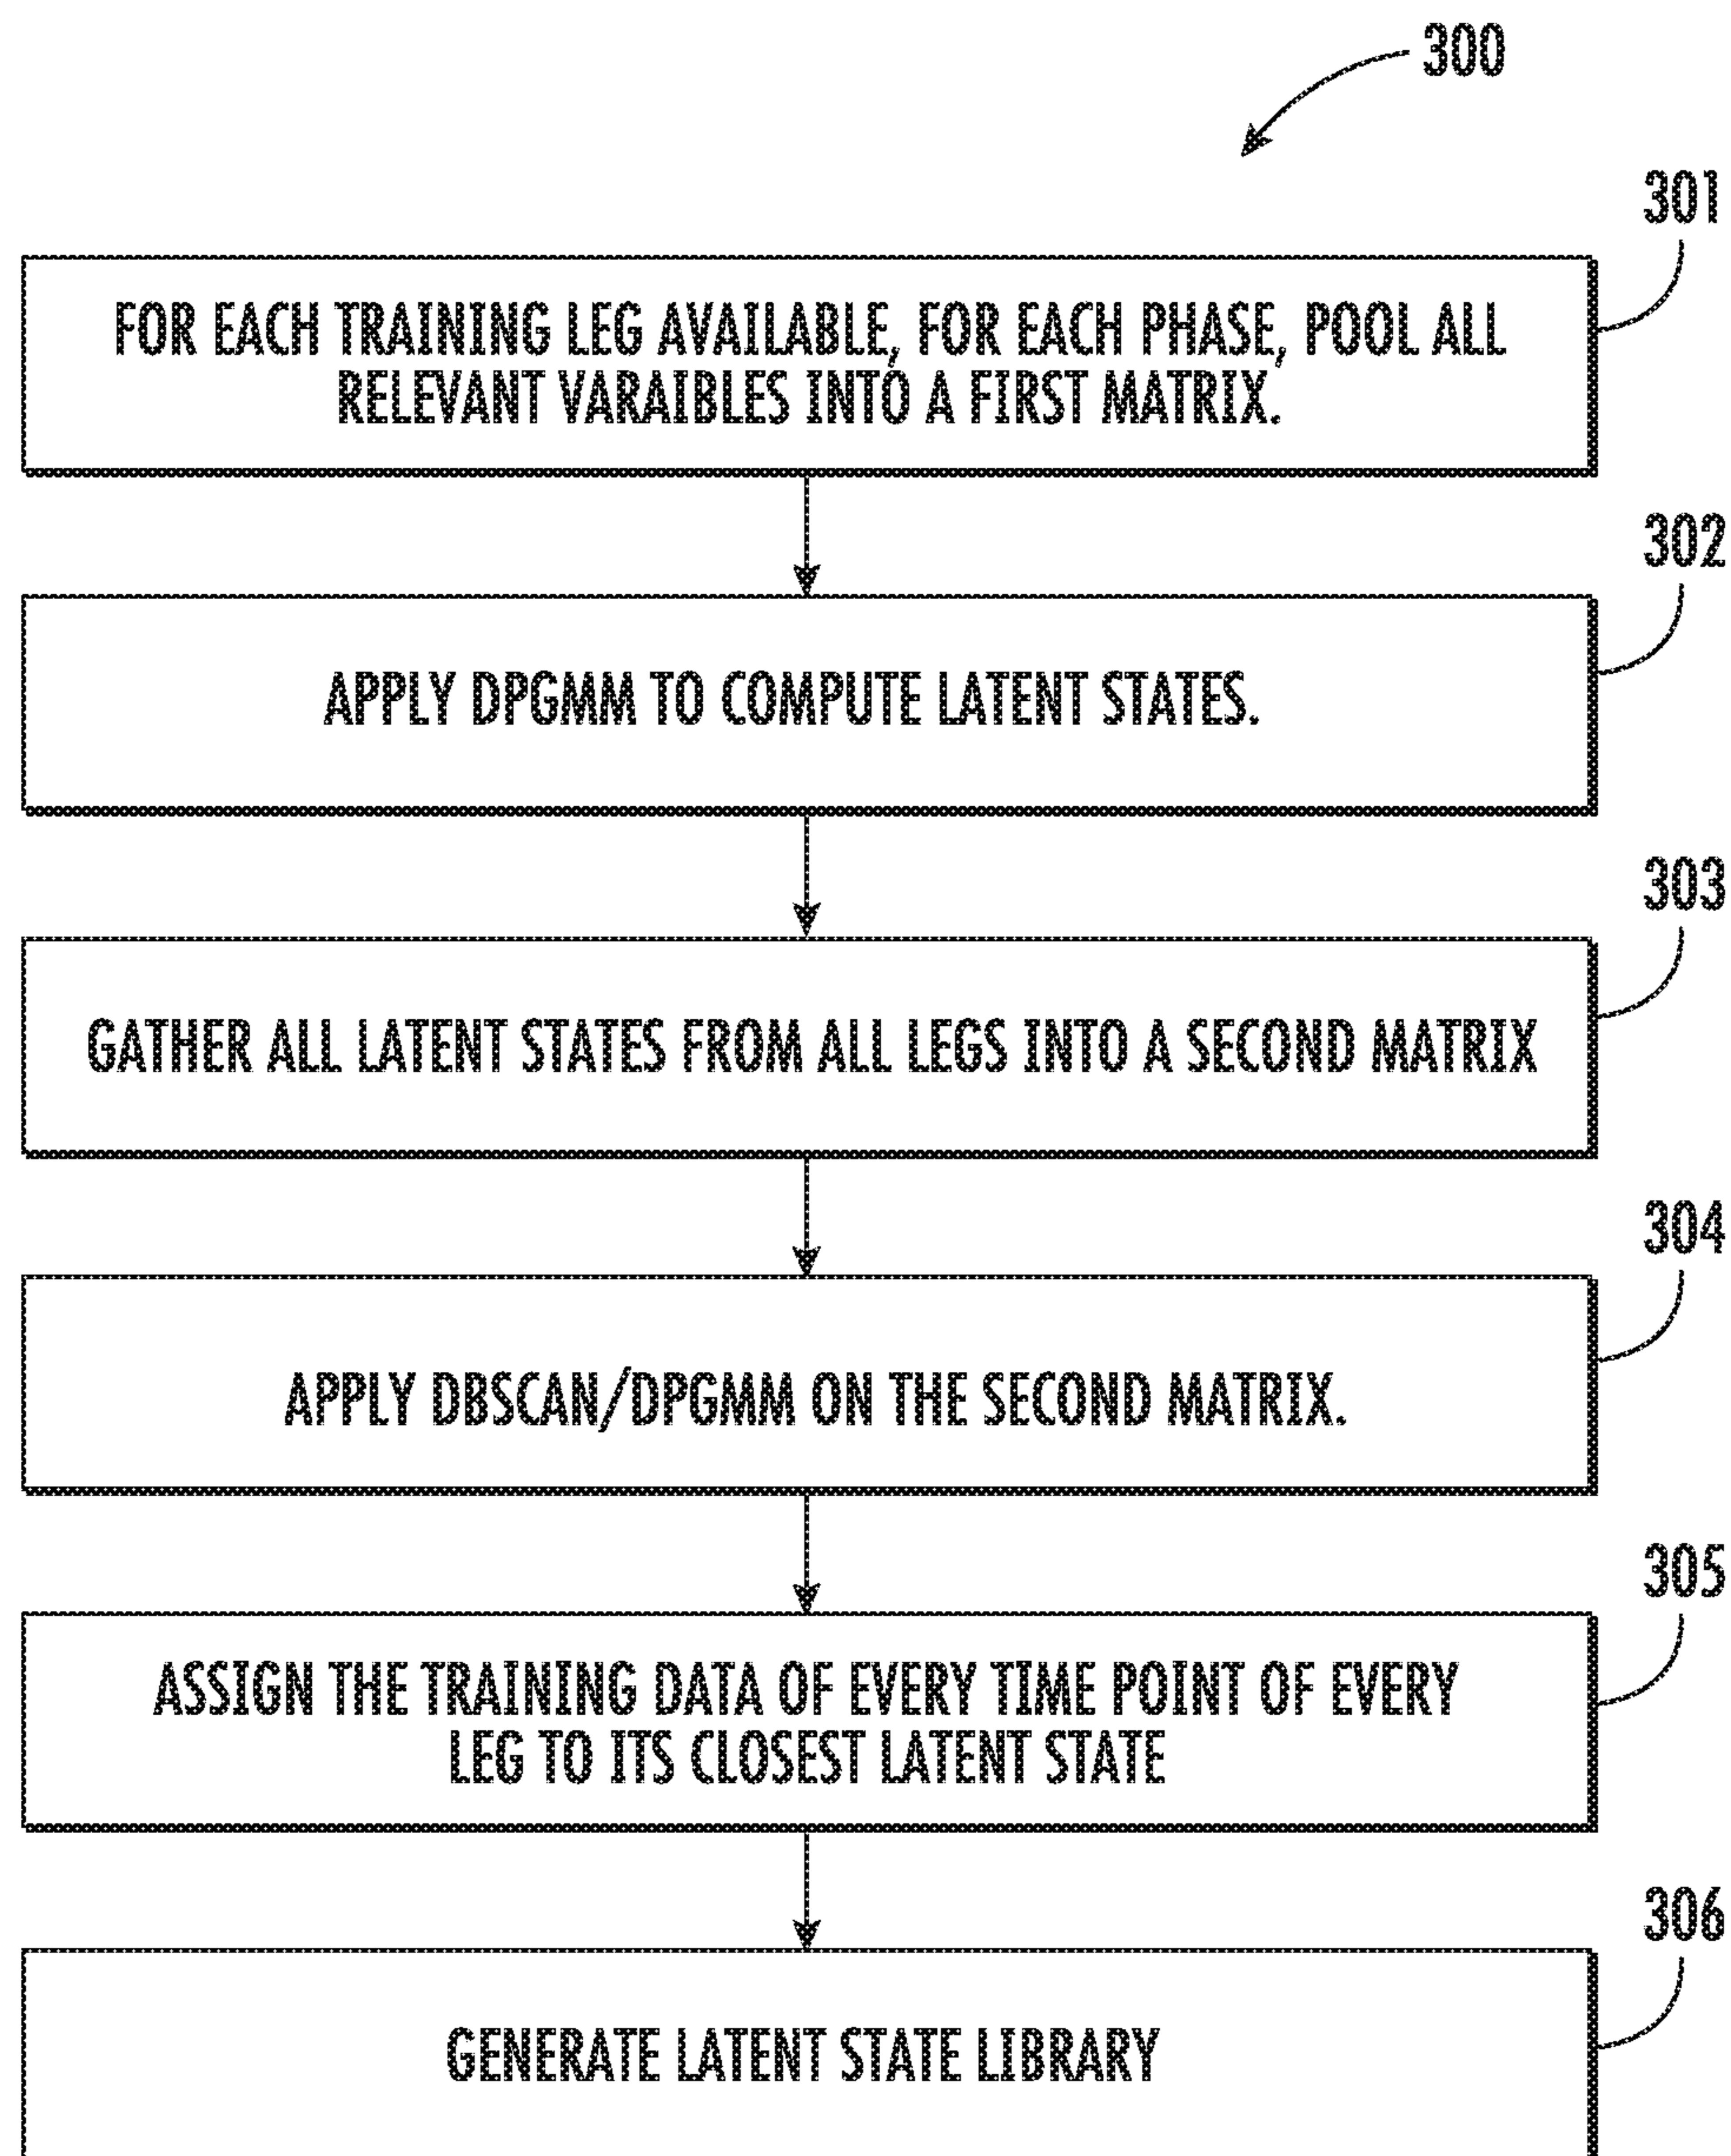 300
301
FOR EACH TRAINING LEG AVAILABLE, FOR EACH PHASE, POOL ALL
RELEVANT VARAIBLES INTO A FIRST MATRIX.
302
APPLY DPGMM TO COMPUTE LATENT STATES.
303
GATHER ALL LATENT STATES FROM ALL LEGS INTO A SECOND MATRIX
304
APPLY DBSCAN/DPGMM ON THE SECOND MATRIX.
305
ASSIGN THE TRAINING DATA OF EVERY TIME POINT OF EVERY
LEG TO ITS CLOSEST LATENT STATE
306
GENERATE LATENT STATE LIBRARY